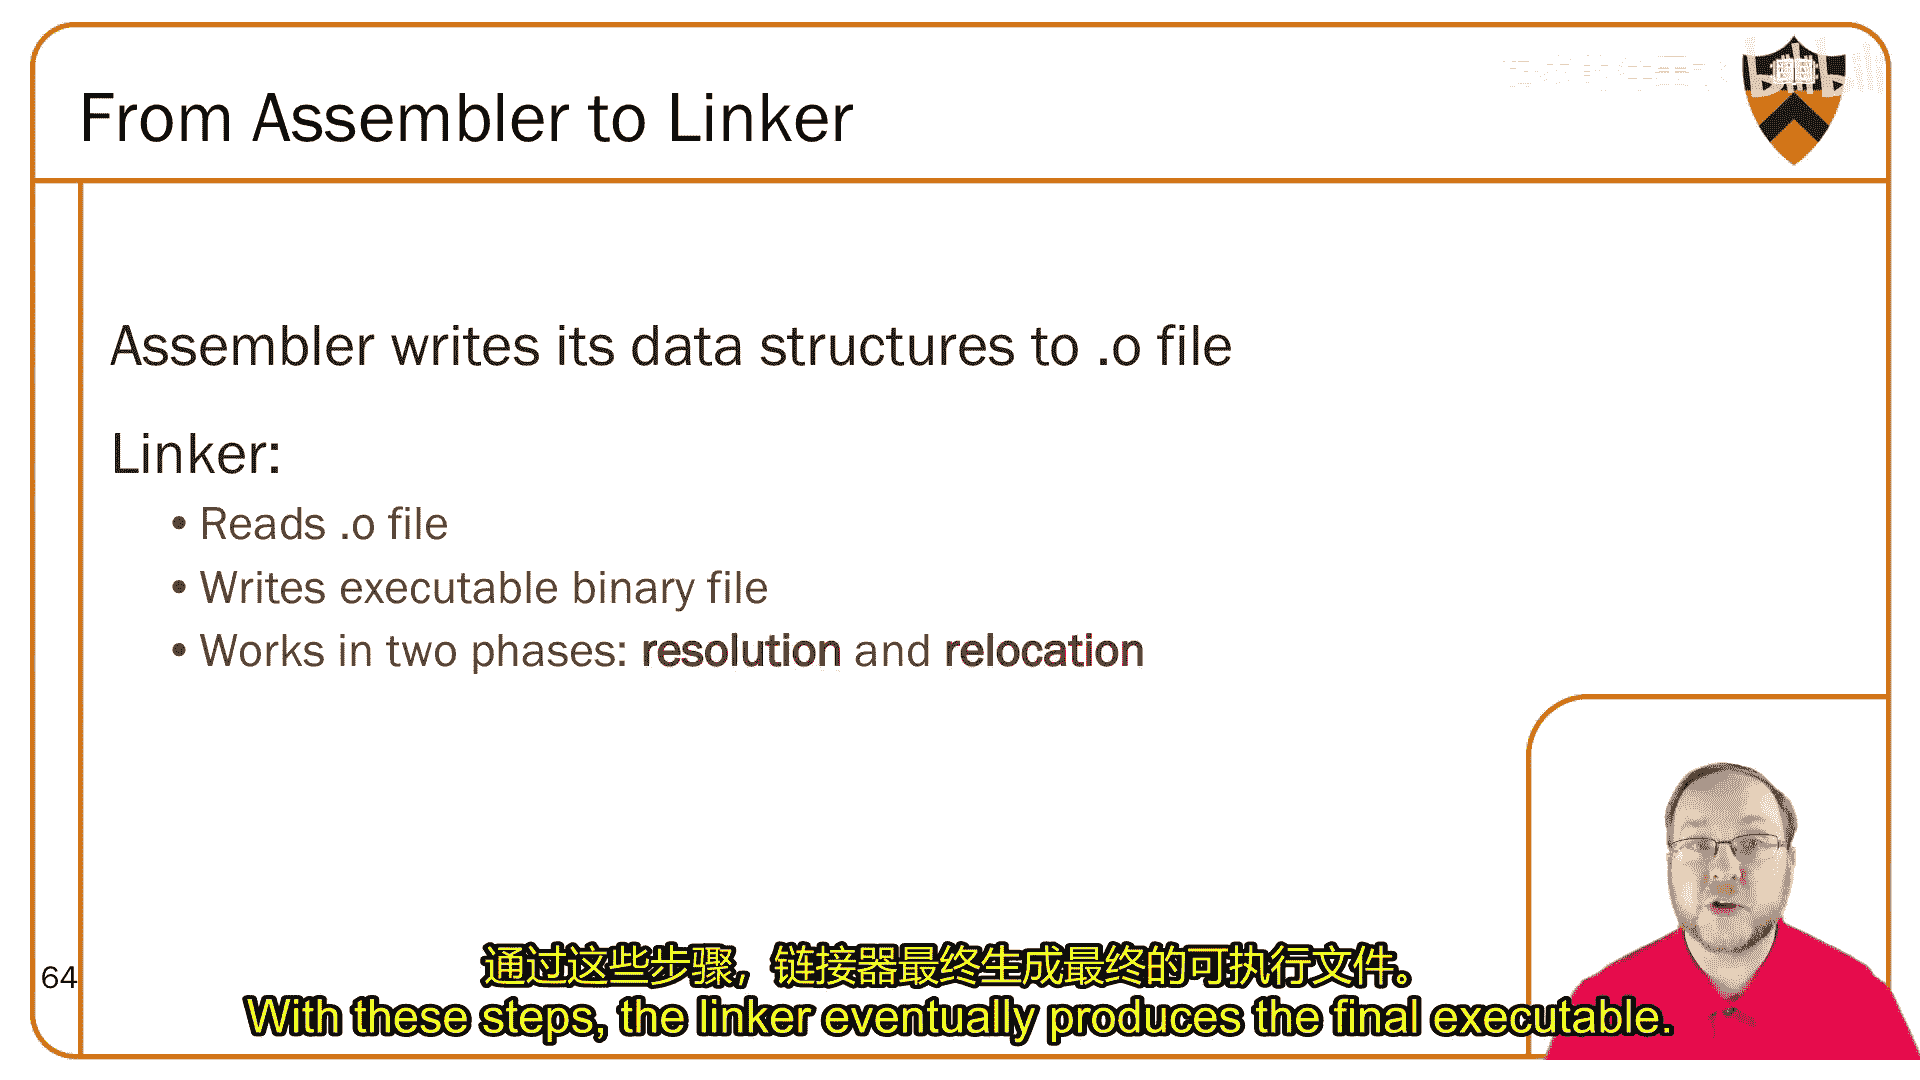 From Assembler to Linker
Assembler writes its data structures to .o file
Linker:
• Reads .o file
• Writes executable binary file
• Works in two phases: resolution and relocation
64
通过这些步骤，链接器最终生成最终的可执行文件。
With these steps, the linker eventually produces the final executable.